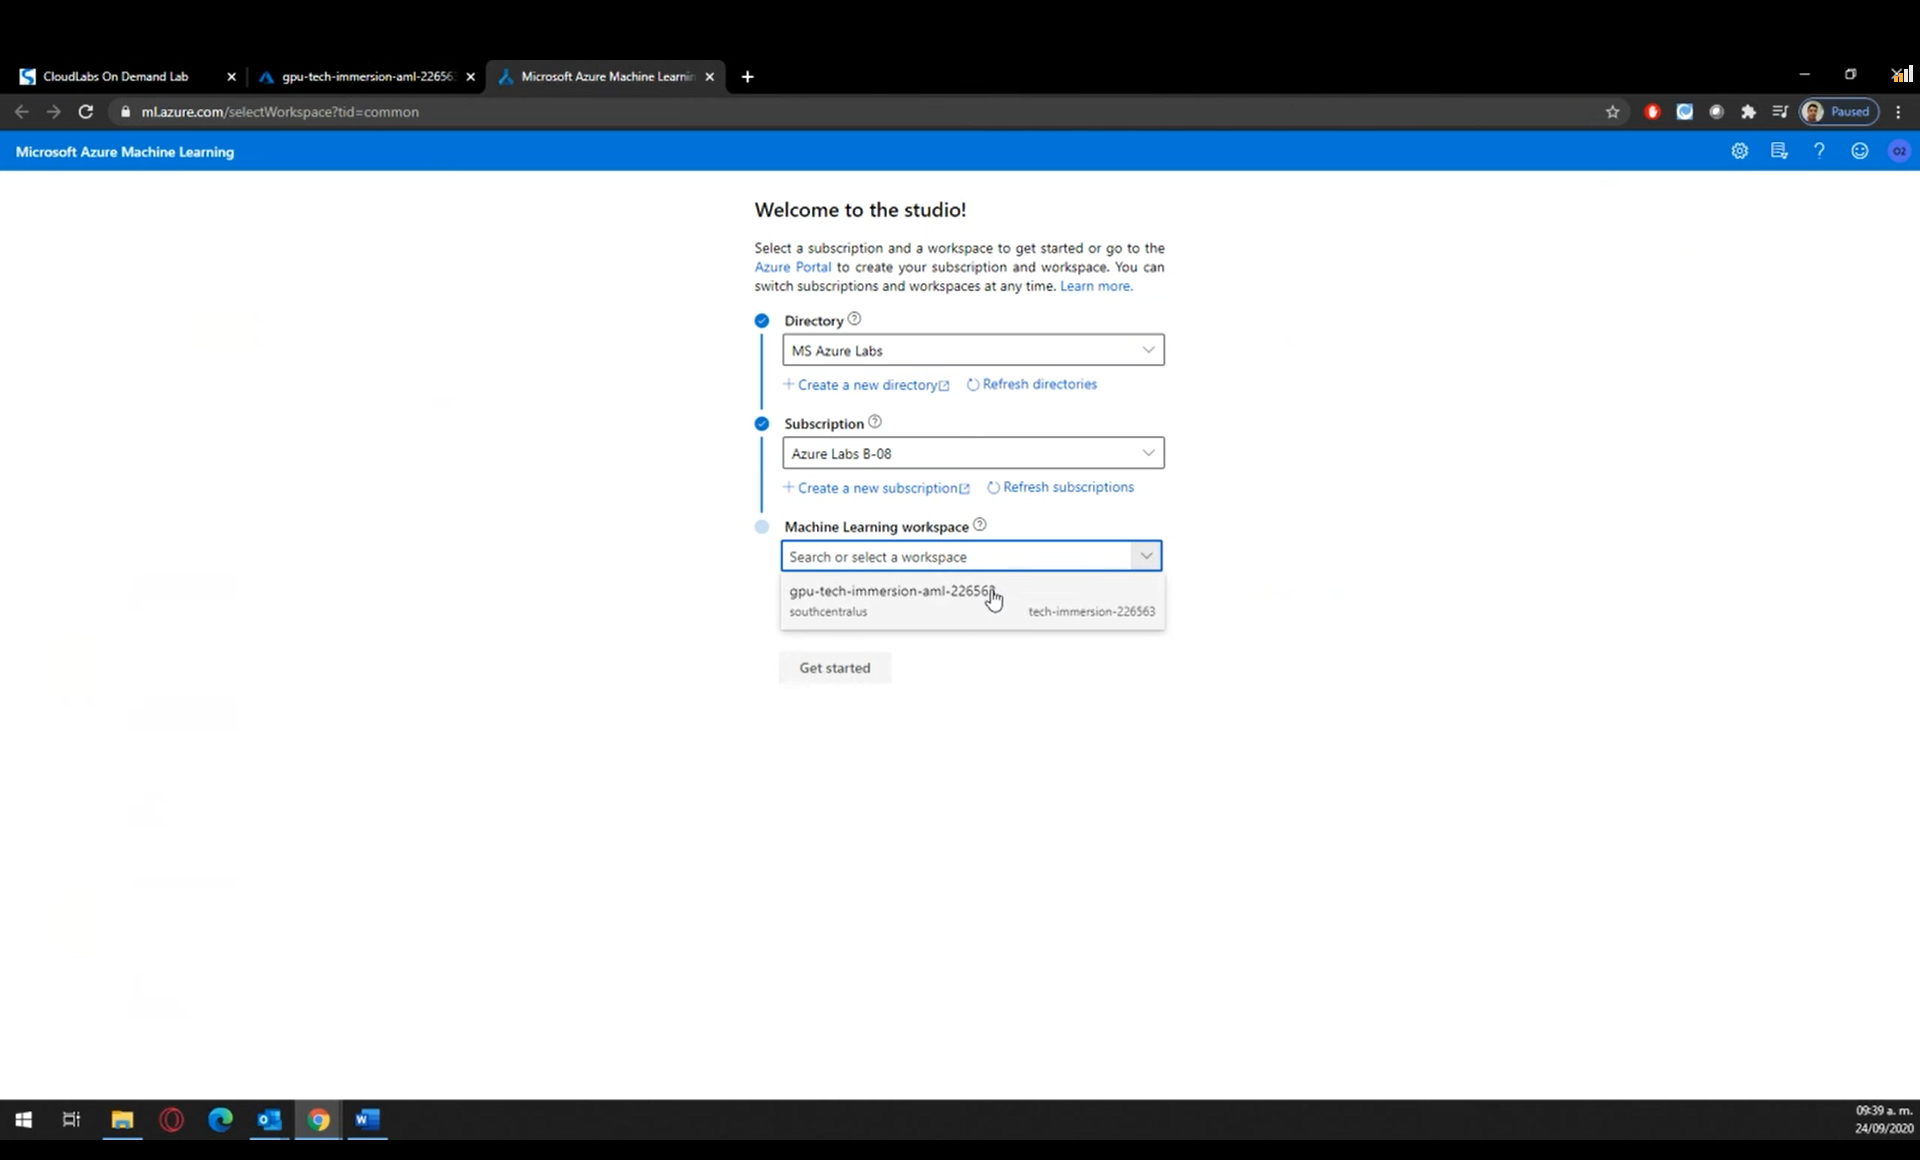 CloudLabs On Demand Lab
gpu-tech-immersion-aml-226563
Microsoft Azure Machine Learnin
ml.azure.com/selectWorkspace?tid=common
Paused
Microsoft Azure Machine Learning
?
O2
Welcome to the studio!
Select a subscription and a workspace to get started or go to the
Azure Portal to create your subscription and workspace. You can
switch subscriptions and workspaces at any time. Learn more.
Directory ?
MS Azure Labs
+ Create a new directory
Refresh directories
Subscription ?
Azure Labs B-08
+ Create a new subscription
Refresh subscriptions
Machine Learning workspace ?
Search or select a workspace
gpu-tech-immersion-aml-226563
southcentralus
tech-immersion-226563
Get started
09:39 a. m.
24/09/2020